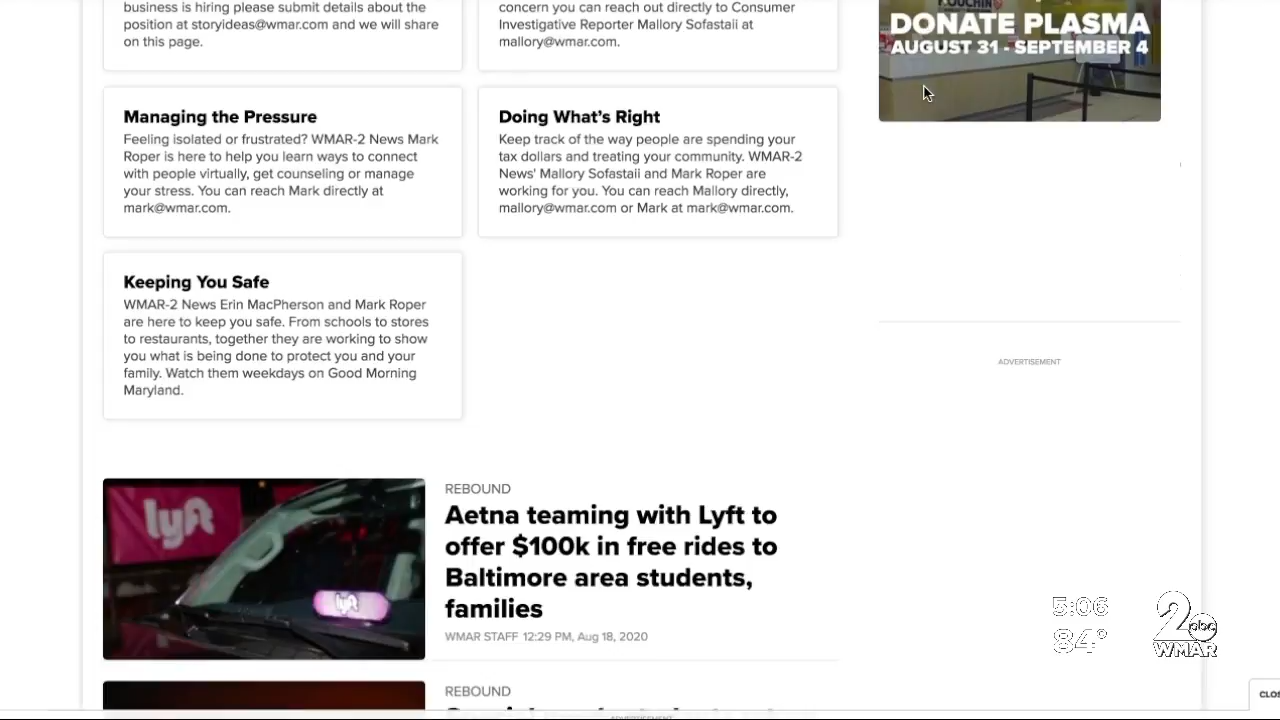 business is hiring please submit details about the
position at storyideas@wmar.com and we will share
on this page.
concern you can reach out directly to Consumer
Investigative Reporter Mallory Sofastaii at
mallory@wmar.com.
DONATE PLASMA
AUGUST 31 - SEPTEMBER 4
Managing the Pressure
Feeling isolated or frustrated? WMAR-2 News Mark
Roper is here to help you learn ways to connect
with people virtually, get counseling or manage
your stress. You can reach Mark directly at
mark@wmar.com.
Doing What's Right
Keep track of the way people are spending your
tax dollars and treating your community. WMAR-2
News' Mallory Sofastaii and Mark Roper are
working for you. You can reach Mallory directly,
mallory@wmar.com or Mark at mark@wmar.com.
Keeping You Safe
WMAR-2 News Erin MacPherson and Mark Roper
are here to keep you safe. From schools to stores
to restaurants, together they are working to show
you what is being done to protect you and your
family. Watch them weekdays on Good Morning
Maryland.
ADVERTISEMENT
lyft
lyft
REBOUND
Aetna teaming with Lyft to
offer $100k in free rides to
Baltimore area students,
families
WMAR STAFF 12:29 PM, Aug 18, 2020
5:06
84°
2 abc
WMAR
REBOUND
ADVERTISEMENT